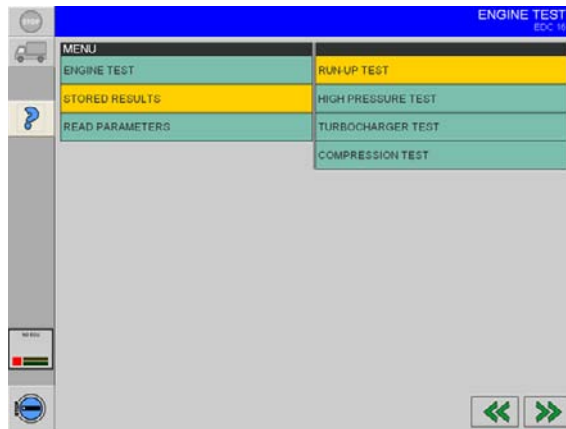 STOP
ENGINE TEST
EDC 16
MENU
ENGINE TEST
STORED RESULTS
READ PARAMETERS
RUN-UP TEST
HIGH PRESSURE TEST
TURBOCHARGER TEST
COMPRESSION TEST